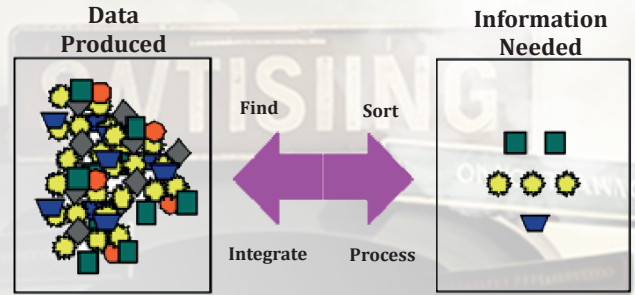 Data
Produced
Information
Needed
Find
Sort
Integrate
Process